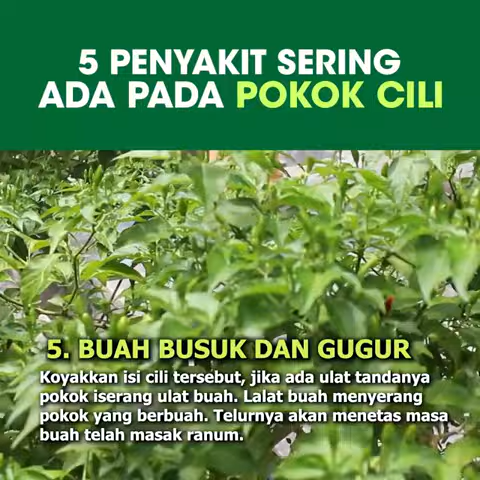 5 PENYAKIT SERING
ADA PADA POKOK CILI
5. BUAH BUSUK DAN GUGUR
Koyakkan isi cili tersebut, jika ada ulat tandanya
pokok iserang ulat buah. Lalat buah menyerang
pokok yang berbuah. Telurnya akan menetas masa
buah telah masak ranum.